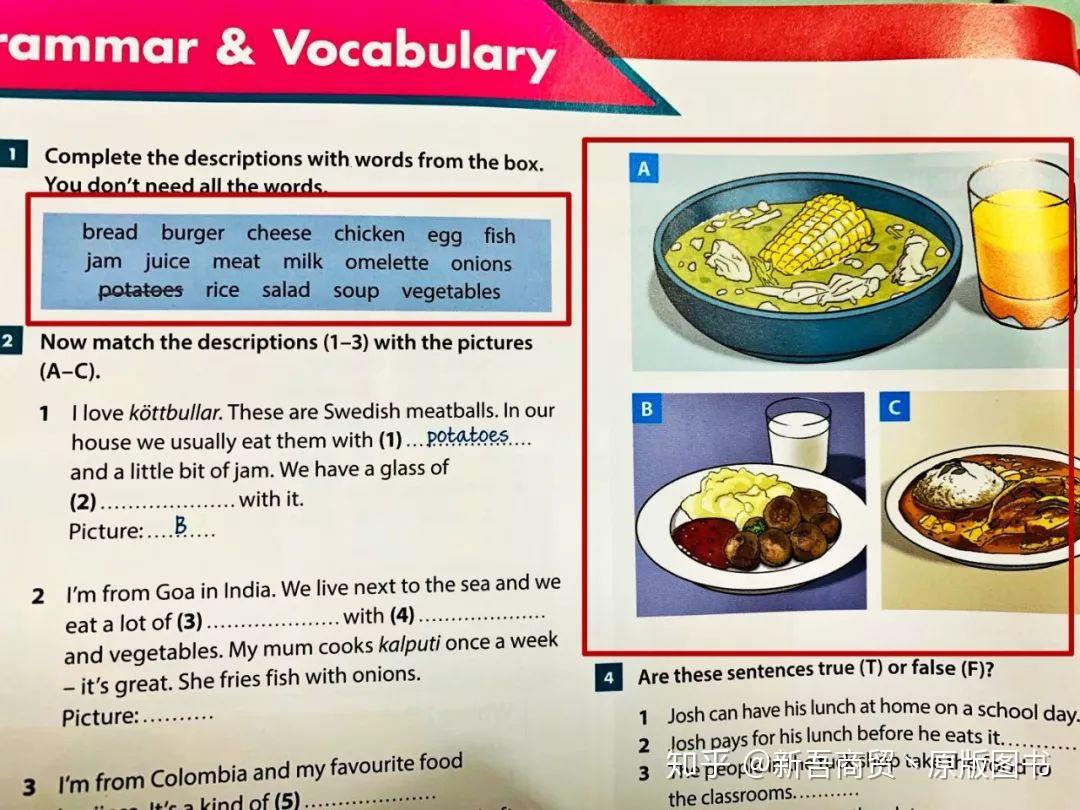 rammar & Vocabulary
1 Complete the descriptions with words from the box.
You don't need all the words.
bread burger cheese chicken egg fish
jam juice meat milk omelette onions
potatoes rice salad soup vegetables
2 Now match the descriptions (1–3) with the pictures
(A–C).
1 I love köttbullar. These are Swedish meatballs. In our
house we usually eat them with (1) ...potatoes...
and a little bit of jam. We have a glass of
(2) .................... with it.
Picture: ....B.....
2 I'm from Goa in India. We live next to the sea and we
eat a lot of (3) .................... with (4) ....................
and vegetables. My mum cooks kalputi once a week
– it's great. She fries fish with onions.
Picture: ..........
3 I'm from Colombia and my favourite food
It's a kind of (5) ....................
A
B
C
4 Are these sentences true (T) or false (F)?
1 Josh can have his lunch at home on a school day.
2 Josh pays for his lunch before he eats it...........
3 people
the classrooms...........
知乎 @新吾商贸、原版图书